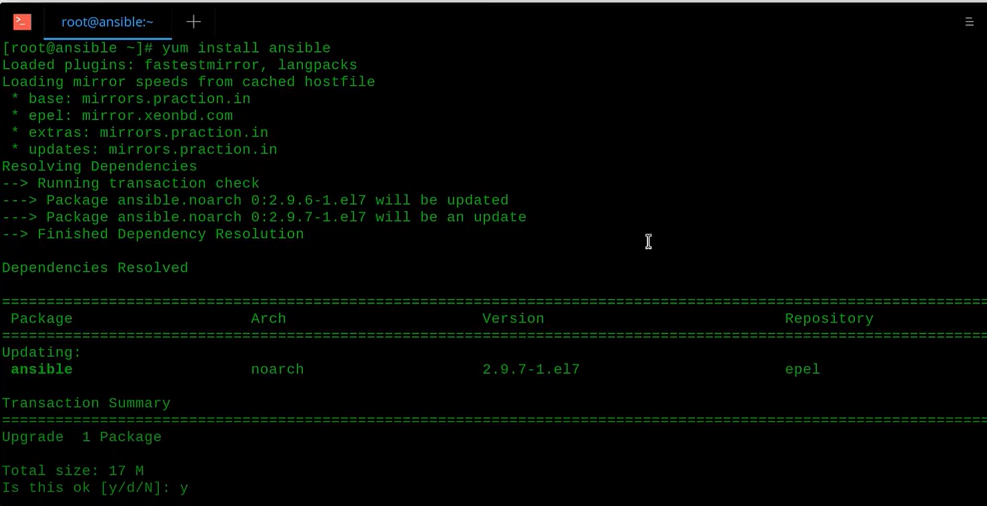 root@ansible:~
[root@ansible ~]# yum install ansible
Loaded plugins: fastestmirror, langpacks
Loading mirror speeds from cached hostfile
 * base: mirrors.praction.in
 * epel: mirror.xeonbd.com
 * extras: mirrors.praction.in
 * updates: mirrors.praction.in
Resolving Dependencies
--> Running transaction check
---> Package ansible.noarch 0:2.9.6-1.el7 will be updated
---> Package ansible.noarch 0:2.9.7-1.el7 will be an update
--> Finished Dependency Resolution
Dependencies Resolved
================================================================================
Package Arch Version Repository
================================================================================
Updating:
ansible noarch 2.9.7-1.el7 epel
Transaction Summary
================================================================================
Upgrade  1 Package
Total size: 17 M
Is this ok [y/d/N]: y